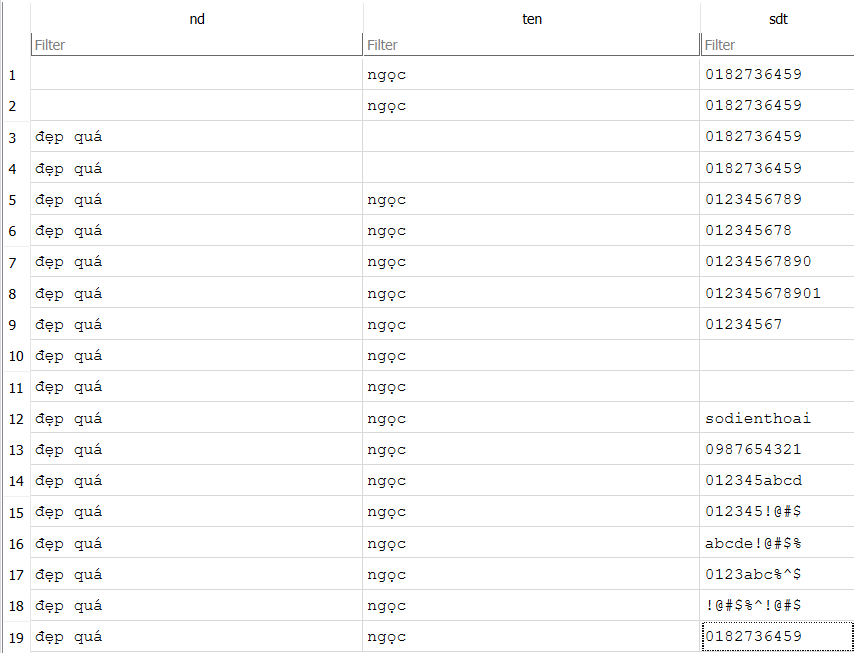 nd ten sdt
Filter Filter Filter
1 ngọc 0182736459
2 ngọc 0182736459
3 đẹp quá 0182736459
4 đẹp quá 0182736459
5 đẹp quá ngọc 0123456789
6 đẹp quá ngọc 012345678
7 đẹp quá ngọc 01234567890
8 đẹp quá ngọc 012345678901
9 đẹp quá ngọc 01234567
10 đẹp quá ngọc
11 đẹp quá ngọc
12 đẹp quá ngọc sodienthoai
13 đẹp quá ngọc 0987654321
14 đẹp quá ngọc 012345abcd
15 đẹp quá ngọc 012345!@#$
16 đẹp quá ngọc abcde!@#$%
17 đẹp quá ngọc 0123abc%^$
18 đẹp quá ngọc !@#$%^!@#$
19 đẹp quá ngọc 0182736459